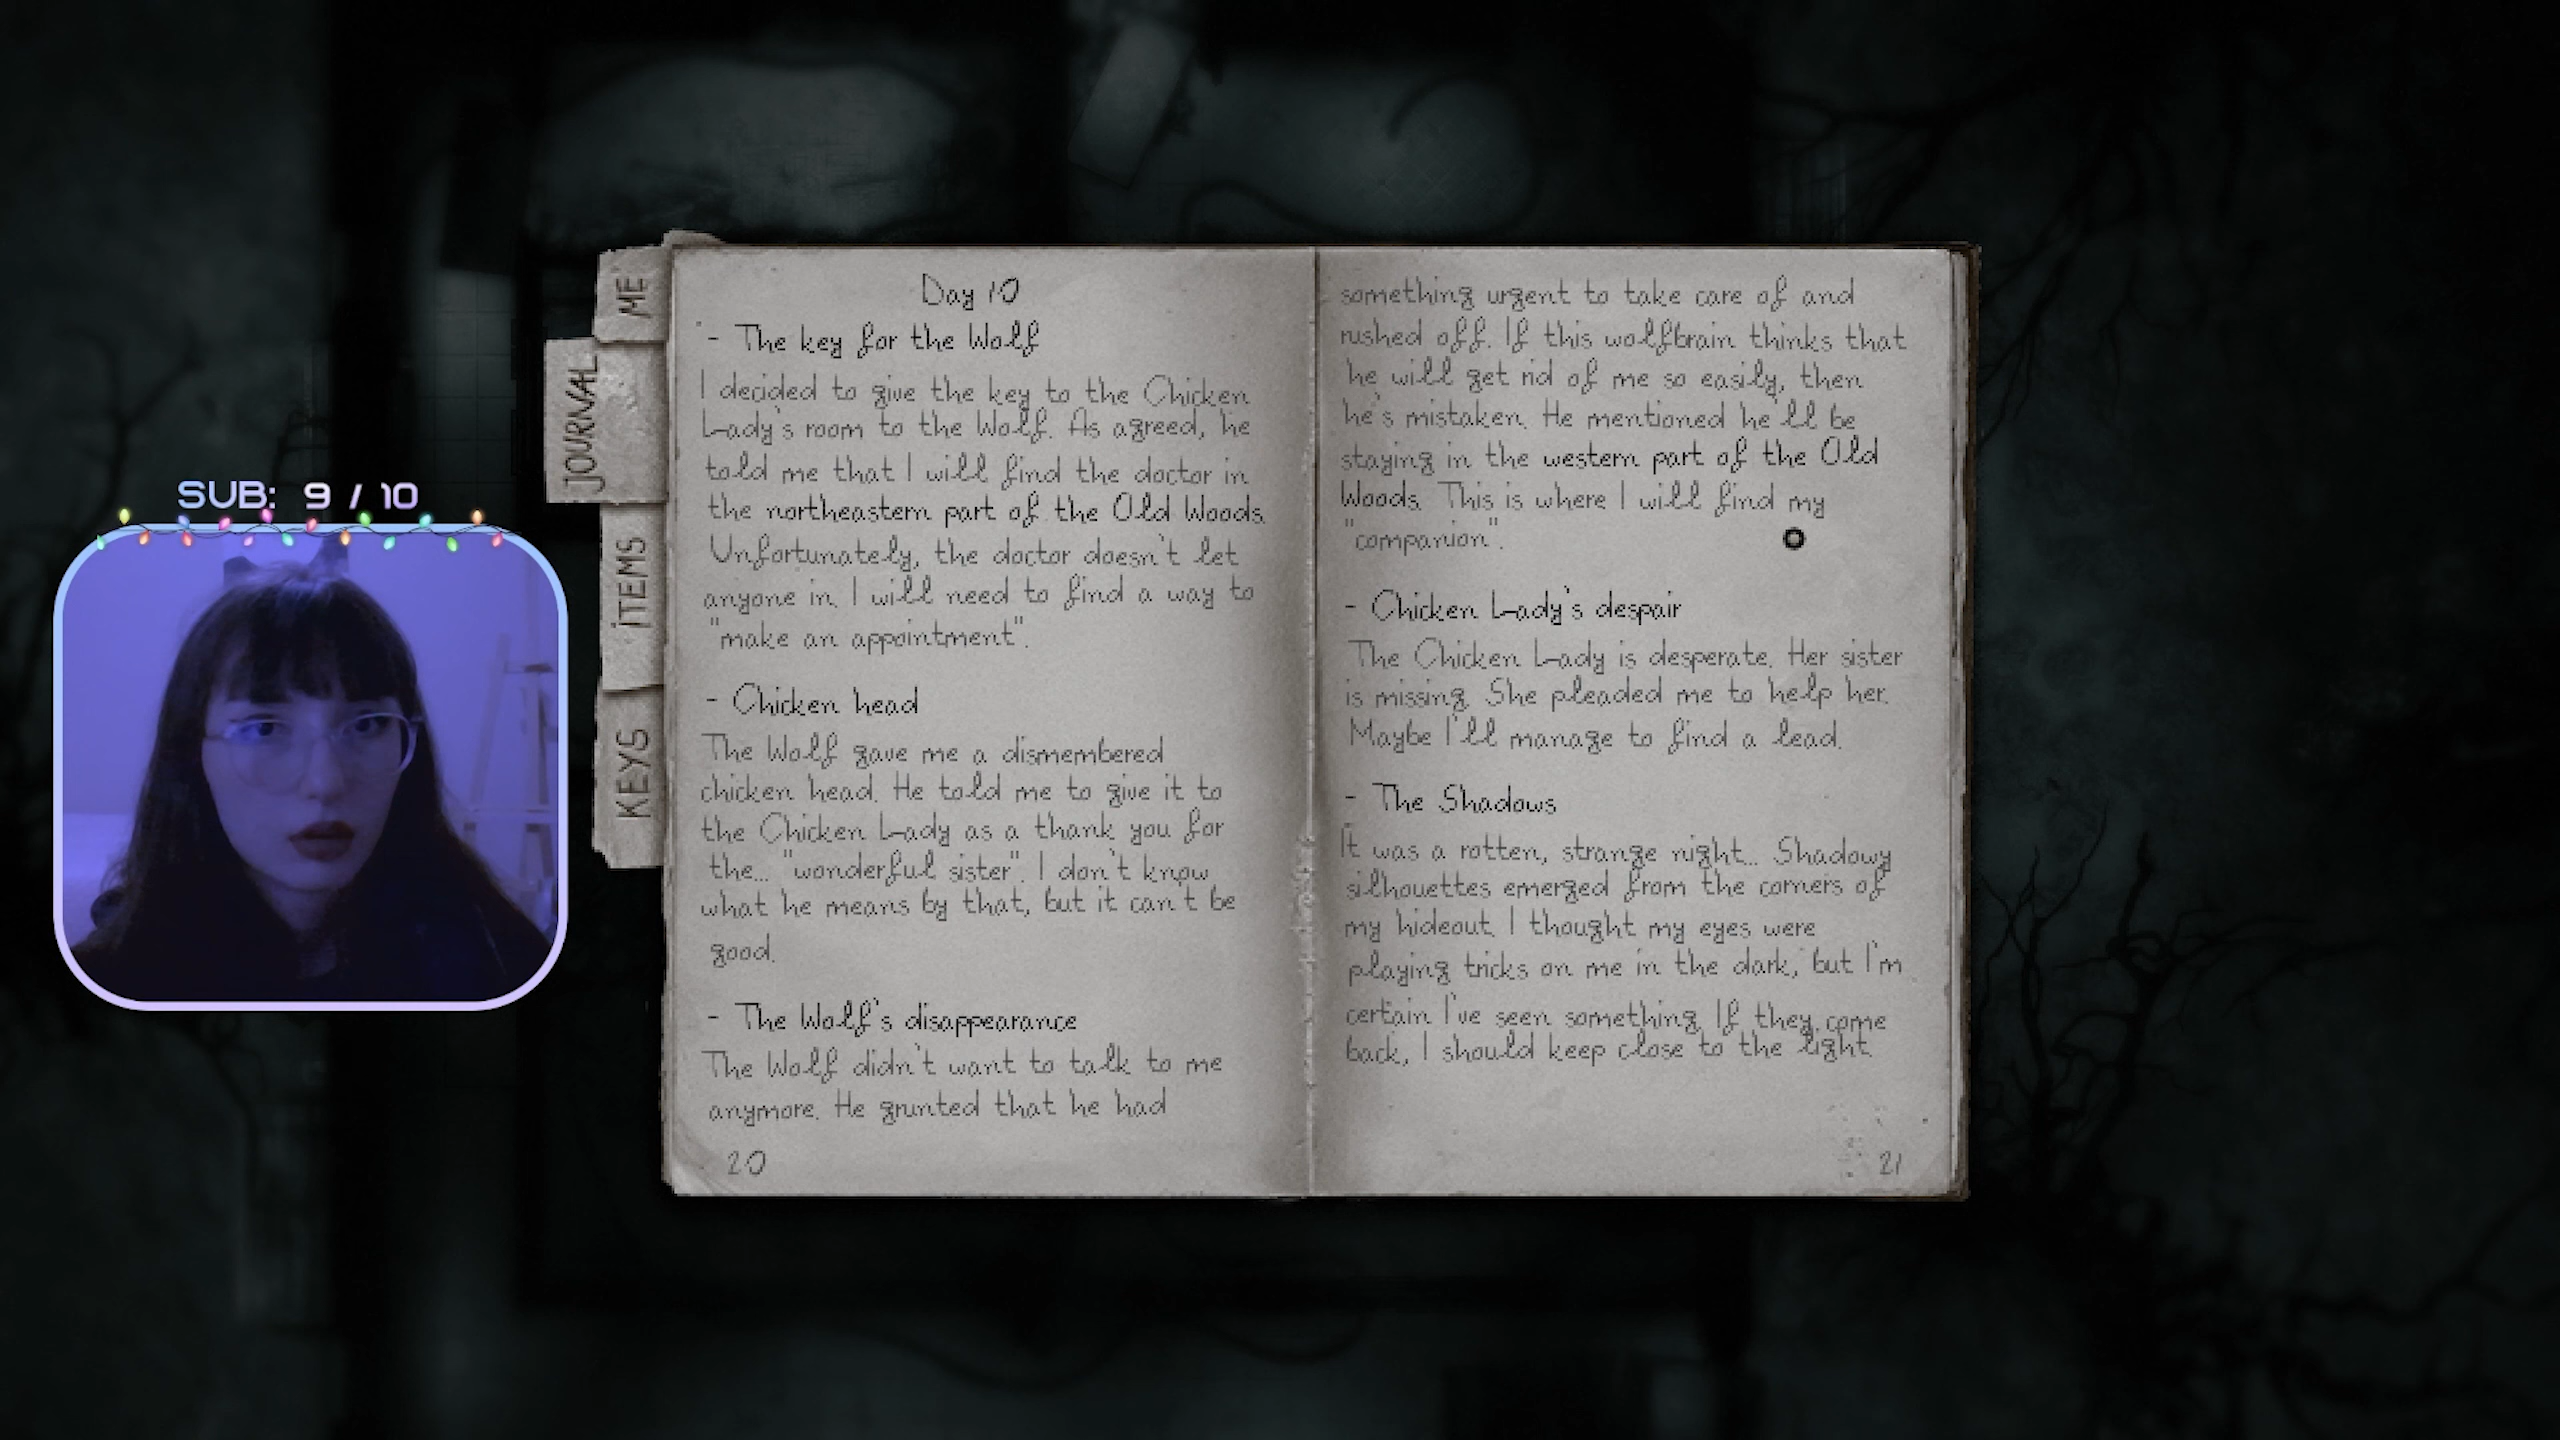 SUB: 9 / 10
ME
JOURNAL
ITEMS
KEYS
Day 10
- The key for the Wolf
I decided to give the key to the Chicken
Lady's room to the Wolf. As agreed, he
told me that I will find the doctor in
the northeastern part of the Old Woods.
Unfortunately, the doctor doesn't let
anyone in. I will need to find a way to
"make an appointment".
- Chicken head
The Wolf gave me a dismembered
chicken head. He told me to give it to
the Chicken Lady as a thank you for
the... "wonderful sister". I don't know
what he means by that, but it can't be
good.
- The Wolf's disappearance
The Wolf didn't want to talk to me
anymore. He grunted that he had
20
something urgent to take care of and
rushed off. If this wolfbrain thinks that
he will get rid of me so easily, then
he's mistaken. He mentioned he'll be
staying in the western part of the Old
Woods. This is where I will find my
"companion".
- Chicken Lady's despair
The Chicken Lady is desperate. Her sister
is missing. She pleaded me to help her.
Maybe I'll manage to find a lead.
- The Shadows
It was a rotten, strange night... Shadowy
silhouettes emerged from the corners of
my hideout. I thought my eyes were
playing tricks on me in the dark, but I'm
certain I've seen something. If they come
back, I should keep close to the light.
21